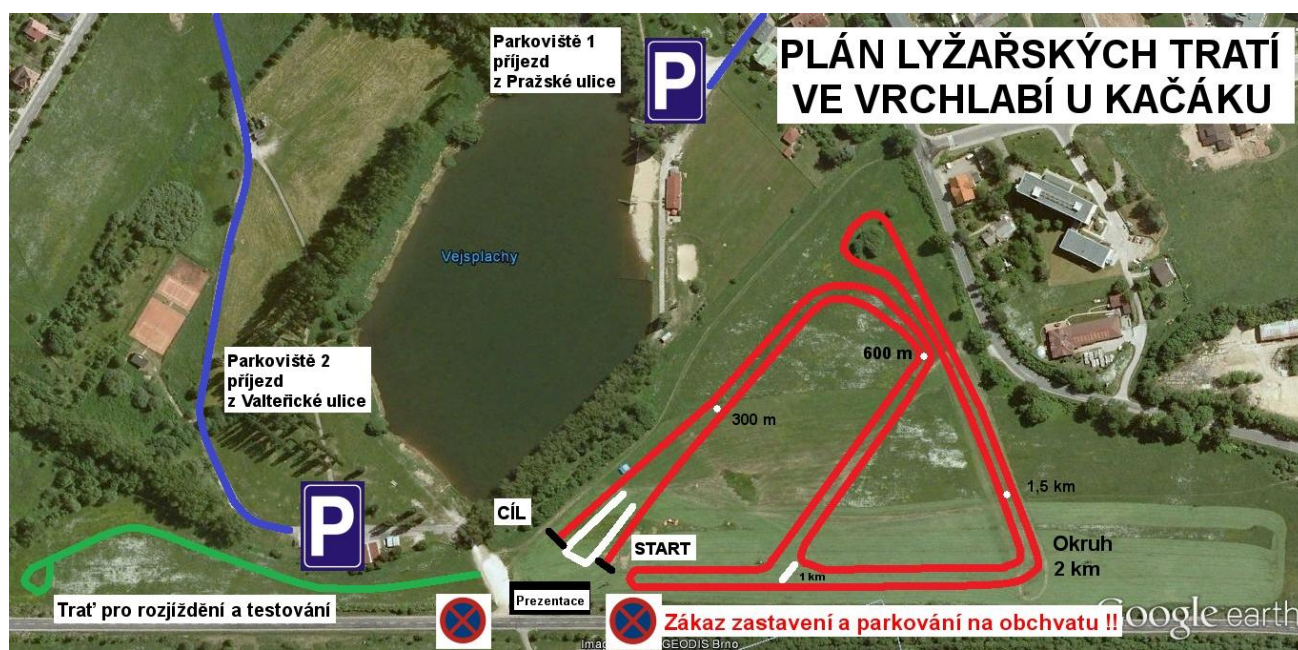 PLÁN LYŽAŘSKÝCH TRATÍ
VE VRCHLABÍ U KAČÁKU
Parkoviště 1
příjezd
z Pražské ulice
P
Vejsplachy
Parkoviště 2
příjezd
z Valteřické ulice
600 m
300 m
1,5 km
P
CÍL
START
Okruh
2 km
1 km
Trať pro rozjíždění a testování
Prezentace
Zákaz zastavení a parkování na obchvatu !!
Google earth
GEODIS Brno